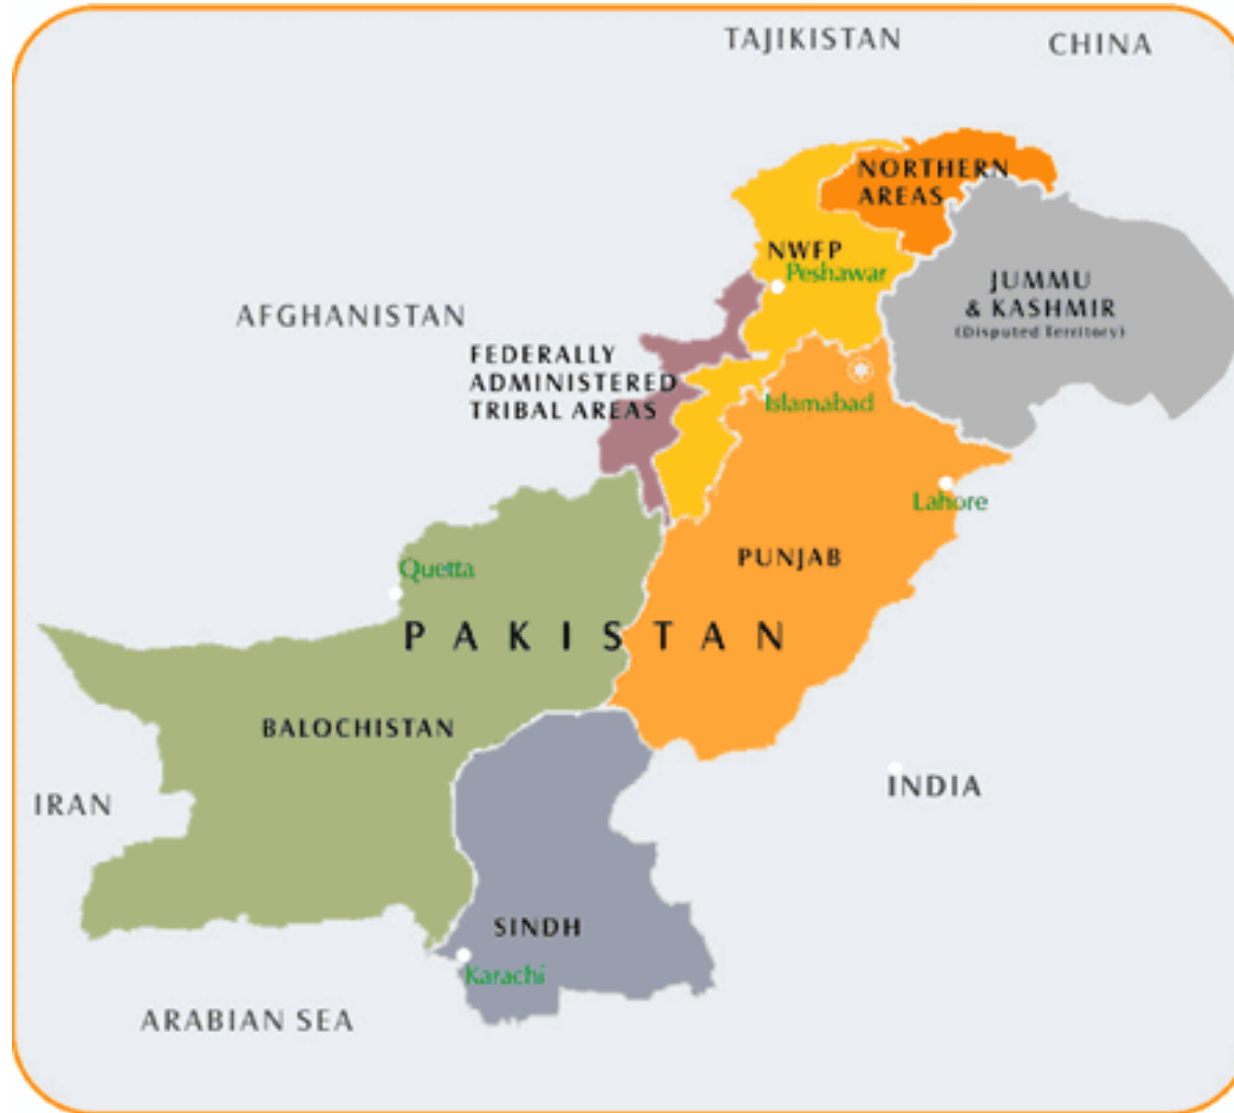 TAJIKISTAN
CHINA
NORTHERN
AREAS
NWFP
Peshawar
JUMMU
& KASHMIR
(Disputed Territory)
AFGHANISTAN
FEDERALLY
ADMINISTERED
TRIBAL AREAS
Islamabad
Lahore
PUNJAB
Quetta
PAKISTAN
BALOCHISTAN
INDIA
IRAN
SINDH
Karachi
ARABIAN SEA